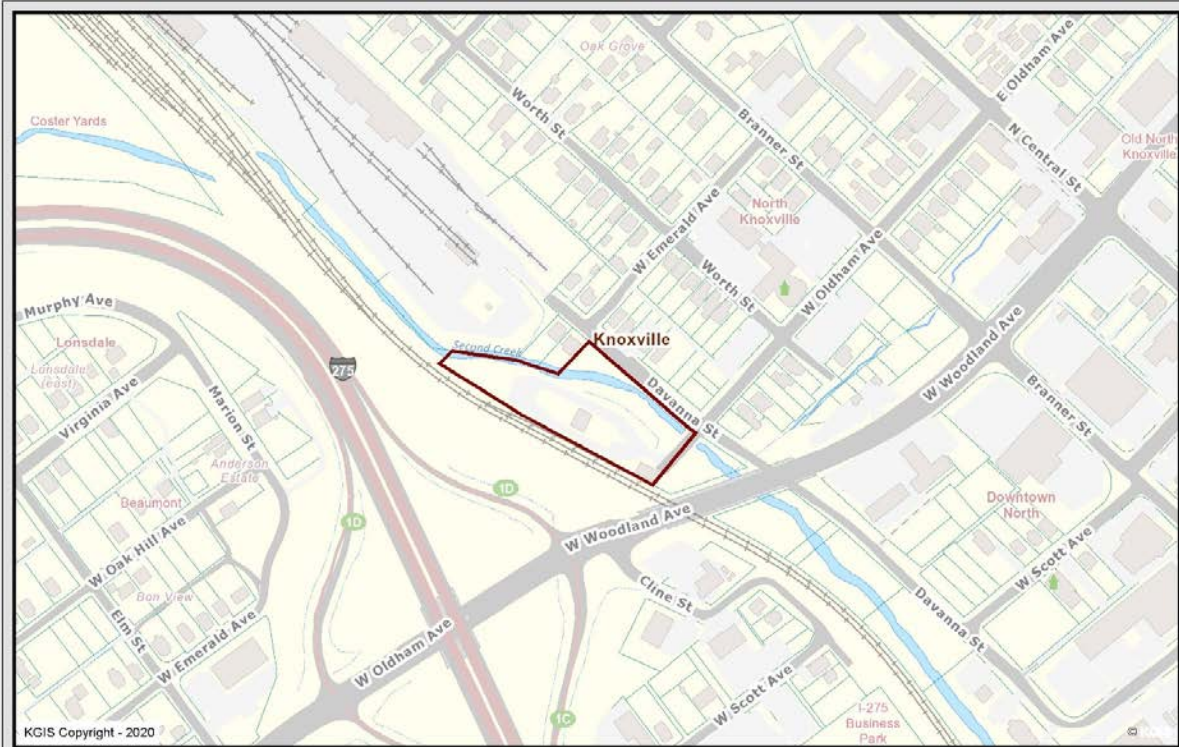 Oak Grove
E Oldham Ave
Coster Yards
Worth St
Branner St
N Central St
Old North
Knoxville
North
Knoxville
W Emerald Ave
Worth St
W Oldham Ave
Murphy Ave
Lonsdale
Lonsdale
(east)
275
Second Creek
Knoxville
W Woodland Ave
Virginia Ave
Marion St
Davanna St
Branner St
Anderson
Estate
Beaumont
1D
1D
W Woodland Ave
Downtown
North
W Oak Hill Ave
Bon View
Cline St
W Scott Ave
Elm St
W Emerald Ave
W Oldham Ave
Davanna St
W Scott Ave
1C
I-275
Business
Park
KGIS Copyright - 2020
©